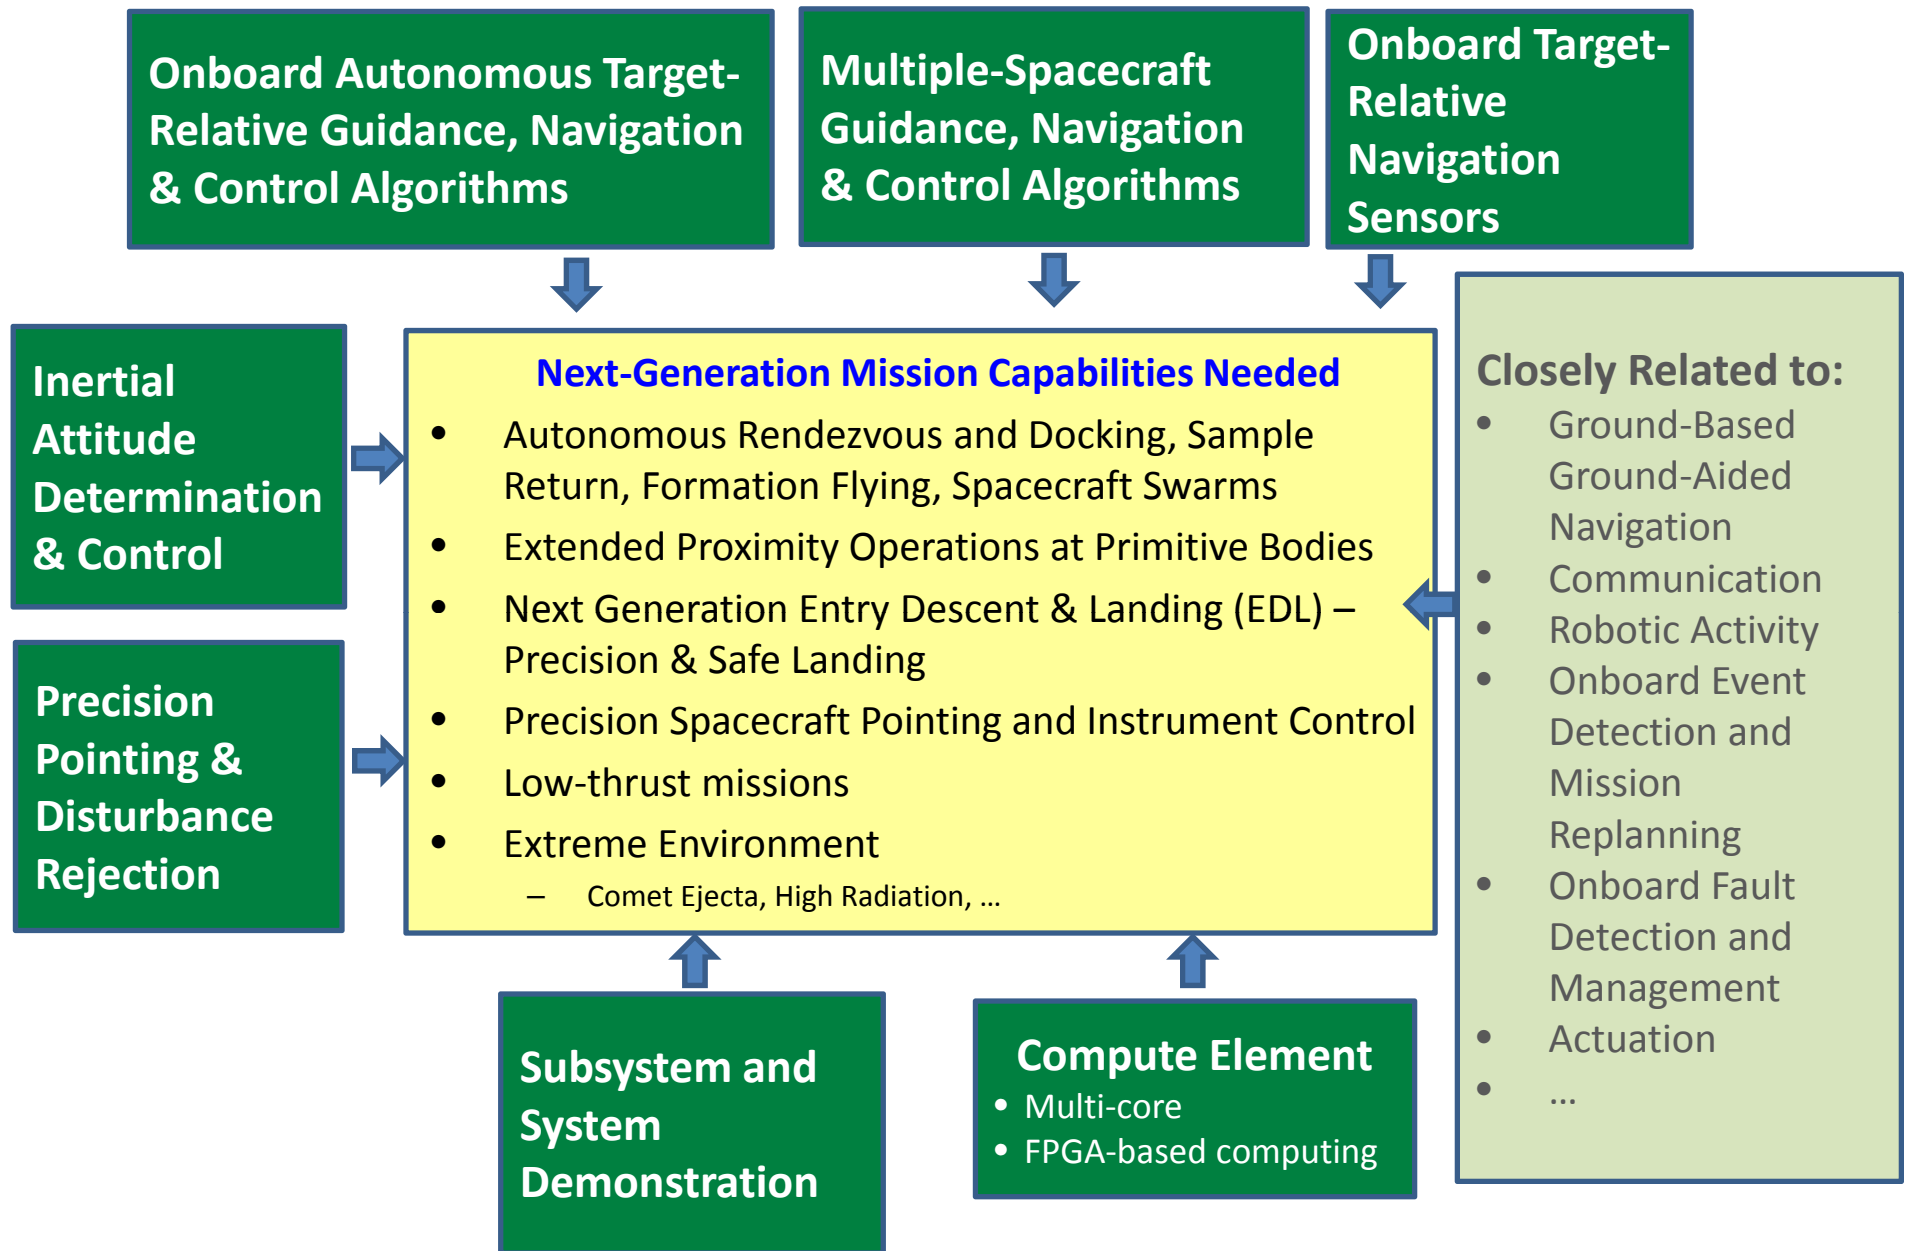 Onboard Autonomous Target-
Relative Guidance, Navigation
& Control Algorithms
Multiple-Spacecraft
Guidance, Navigation
& Control Algorithms
Onboard Target-
Relative
Navigation
Sensors
Inertial
Attitude
Determination
& Control
Precision
Pointing &
Disturbance
Rejection
Next-Generation Mission Capabilities Needed
• Autonomous Rendezvous and Docking, Sample
Return, Formation Flying, Spacecraft Swarms
• Extended Proximity Operations at Primitive Bodies
• Next Generation Entry Descent & Landing (EDL) –
Precision & Safe Landing
• Precision Spacecraft Pointing and Instrument Control
• Low-thrust missions
• Extreme Environment
– Comet Ejecta, High Radiation, ...
Closely Related to:
• Ground-Based
Ground-Aided
Navigation
• Communication
• Robotic Activity
• Onboard Event
Detection and
Mission
Replanning
• Onboard Fault
Detection and
Management
• Actuation
• ...
Subsystem and
System
Demonstration
Compute Element
• Multi-core
• FPGA-based computing